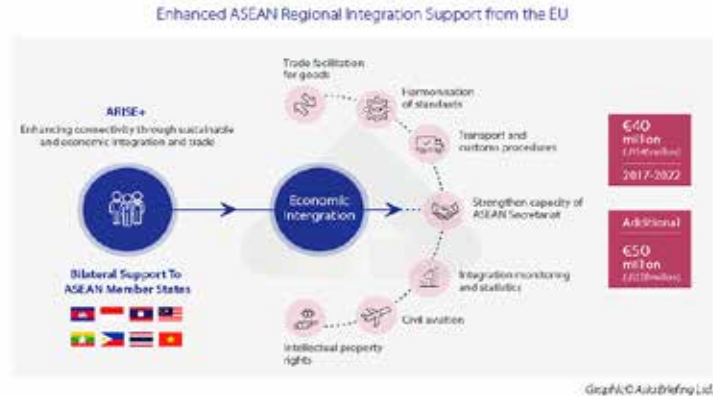 Enhanced ASEAN Regional Integration Support from the EU
ARISE+
Enhancing connectivity through sustainable
and economic integration and trade
Bilateral Support To
ASEAN Member States
Economic
Intergration
Trade facilitation
for goods
Harmonisation
of standards
Transport and
customs procedures
Strengthen capacity of
ASEAN Secretariat
Integration monitoring
and statistics
Civil aviation
Intellectual property
rights
€40
million
2017-2022
Additional
€50
million
Graphic© Asia Briefing Ltd.